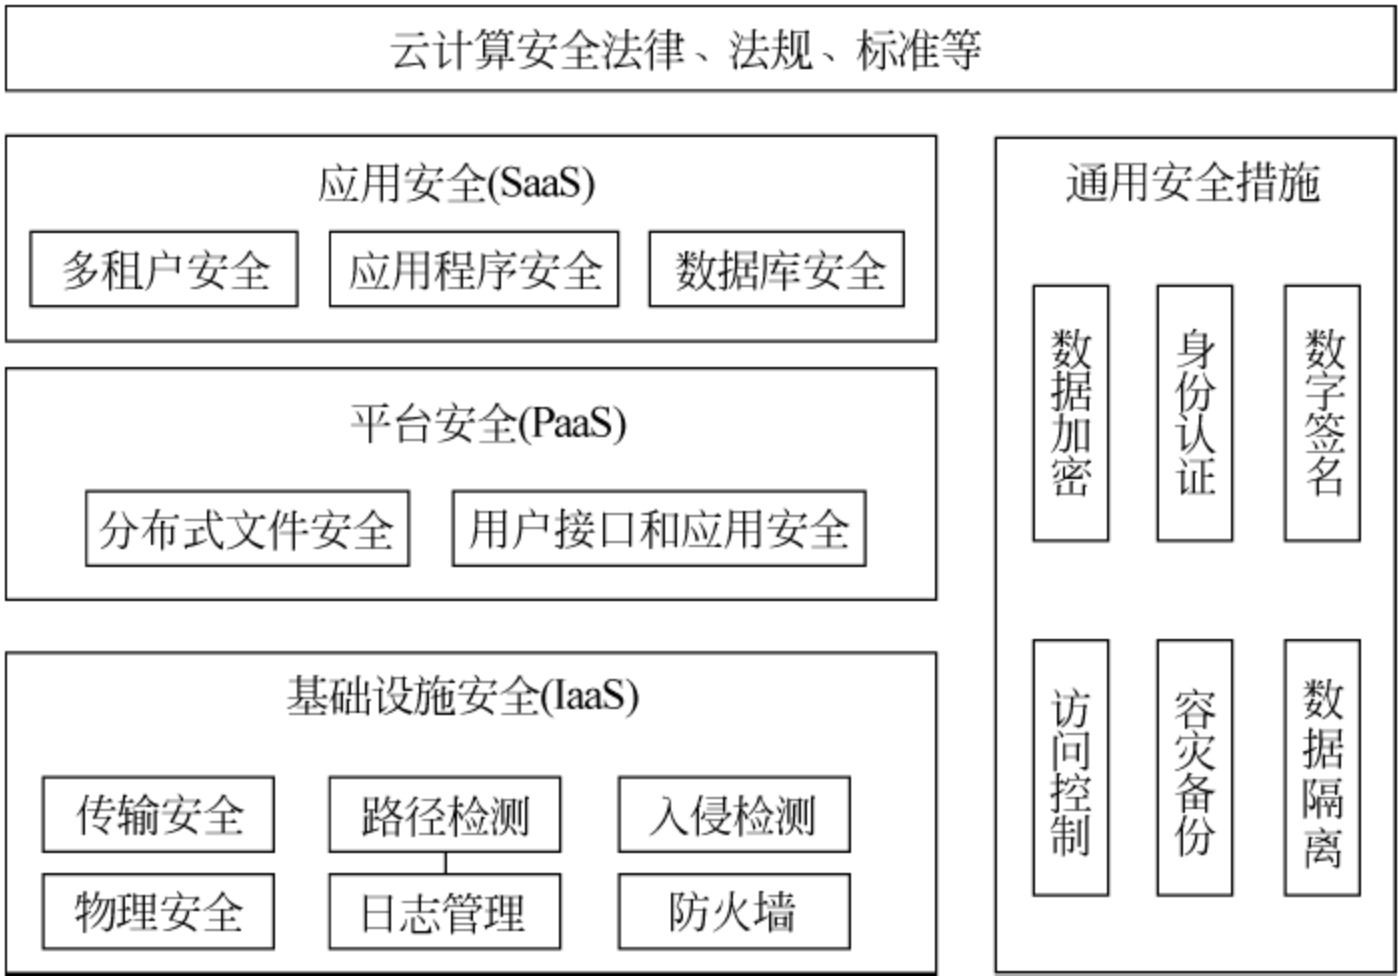 云计算安全法律、法规、标准等
应用安全(SaaS)
多租户安全
应用程序安全
数据库安全
平台安全(PaaS)
分布式文件安全
用户接口和应用安全
基础设施安全(IaaS)
传输安全
路径检测
入侵检测
物理安全
日志管理
防火墙
通用安全措施
数据加密
身份认证
数字签名
访问控制
容灾备份
数据隔离